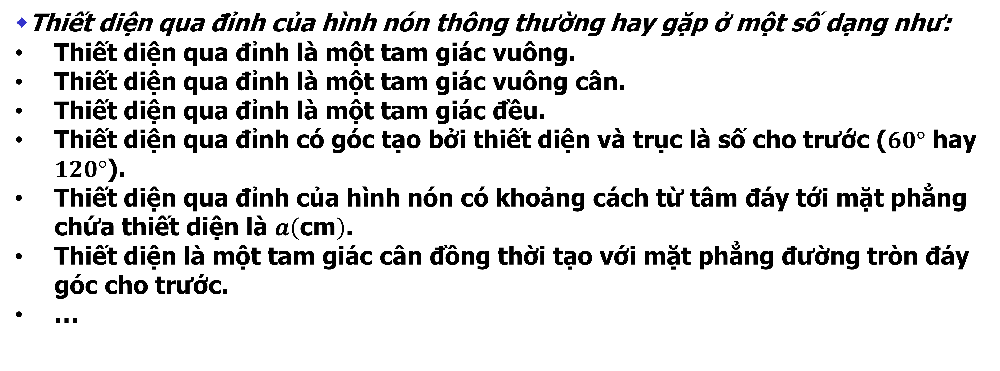 ◆Thiết diện qua đỉnh của hình nón thông thường hay gặp ở một số dạng như:
• Thiết diện qua đỉnh là một tam giác vuông.
• Thiết diện qua đỉnh là một tam giác vuông cân.
• Thiết diện qua đỉnh là một tam giác đều.
• Thiết diện qua đỉnh có góc tạo bởi thiết diện và trục là số cho trước (60° hay
120°).
• Thiết diện qua đỉnh của hình nón có khoảng cách từ tâm đáy tới mặt phẳng
chứa thiết diện là a(cm).
• Thiết diện là một tam giác cân đồng thời tạo với mặt phẳng đường tròn đáy
góc cho trước.
• ...